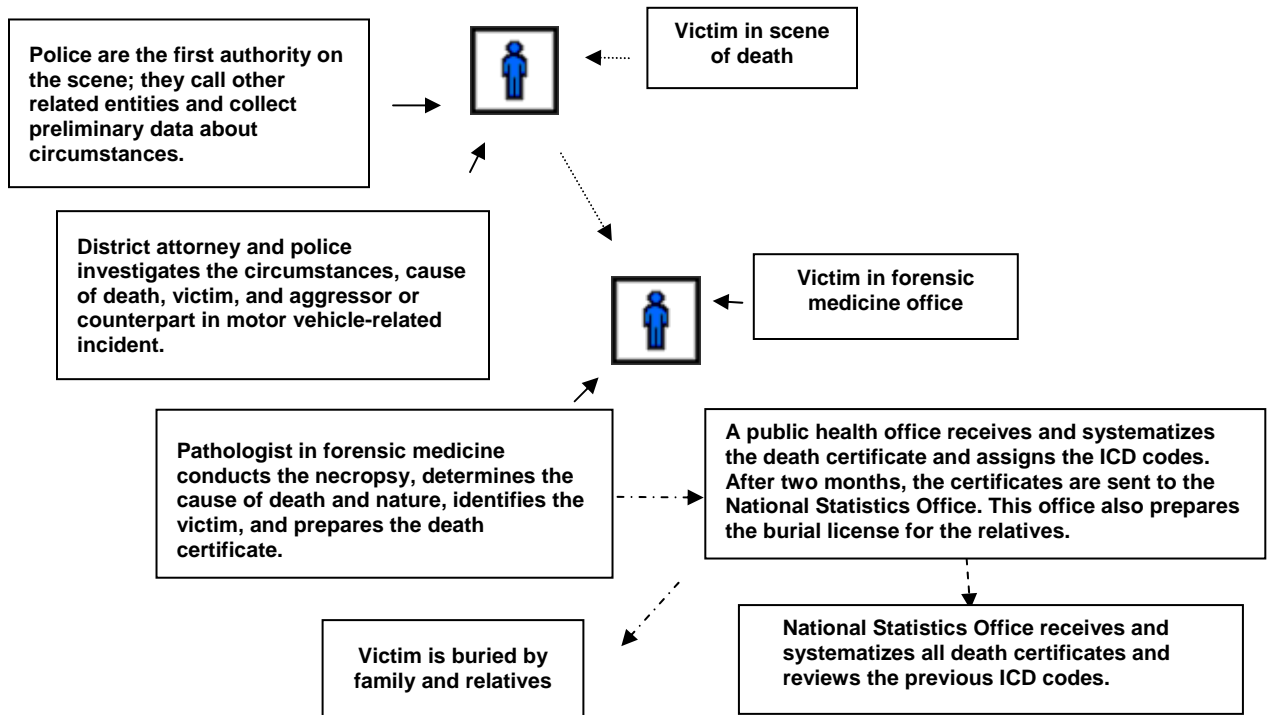 Police are the first authority on
the scene; they call other
related entities and collect
preliminary data about
circumstances.
Victim in scene
of death
District attorney and police
investigates the circumstances, cause
of death, victim, and aggressor or
counterpart in motor vehicle-related
incident.
Victim in forensic
medicine office
Pathologist in forensic medicine
conducts the necropsy, determines the
cause of death and nature, identifies the
victim, and prepares the death
certificate.
A public health office receives and systematizes
the death certificate and assigns the ICD codes.
After two months, the certificates are sent to the
National Statistics Office. This office also prepares
the burial license for the relatives.
Victim is buried by
family and relatives
National Statistics Office receives and
systematizes all death certificates and
reviews the previous ICD codes.